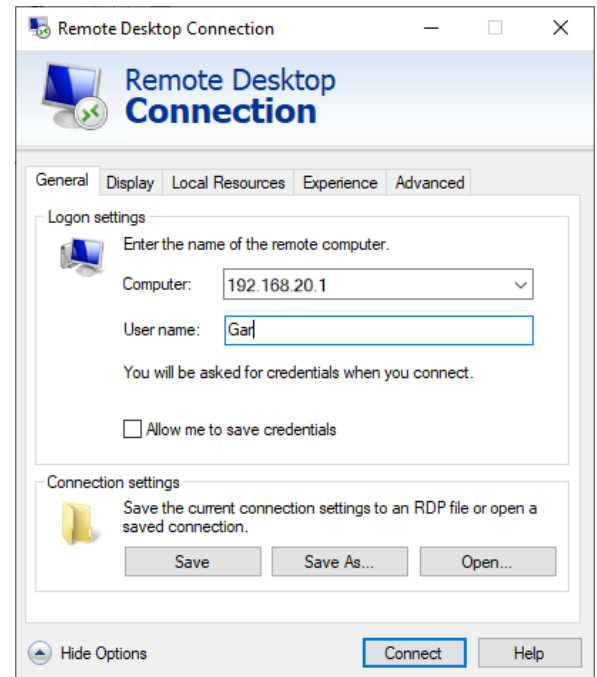 Remote Desktop Connection
Remote Desktop
Connection
General Display Local Resources Experience Advanced
Logon settings
Enter the name of the remote computer.
Computer: 192.168.20.1
User name: Gar
You will be asked for credentials when you connect.
Allow me to save credentials
Connection settings
Save the current connection settings to an RDP file or open a
saved connection.
Save Save As... Open...
Hide Options Connect Help